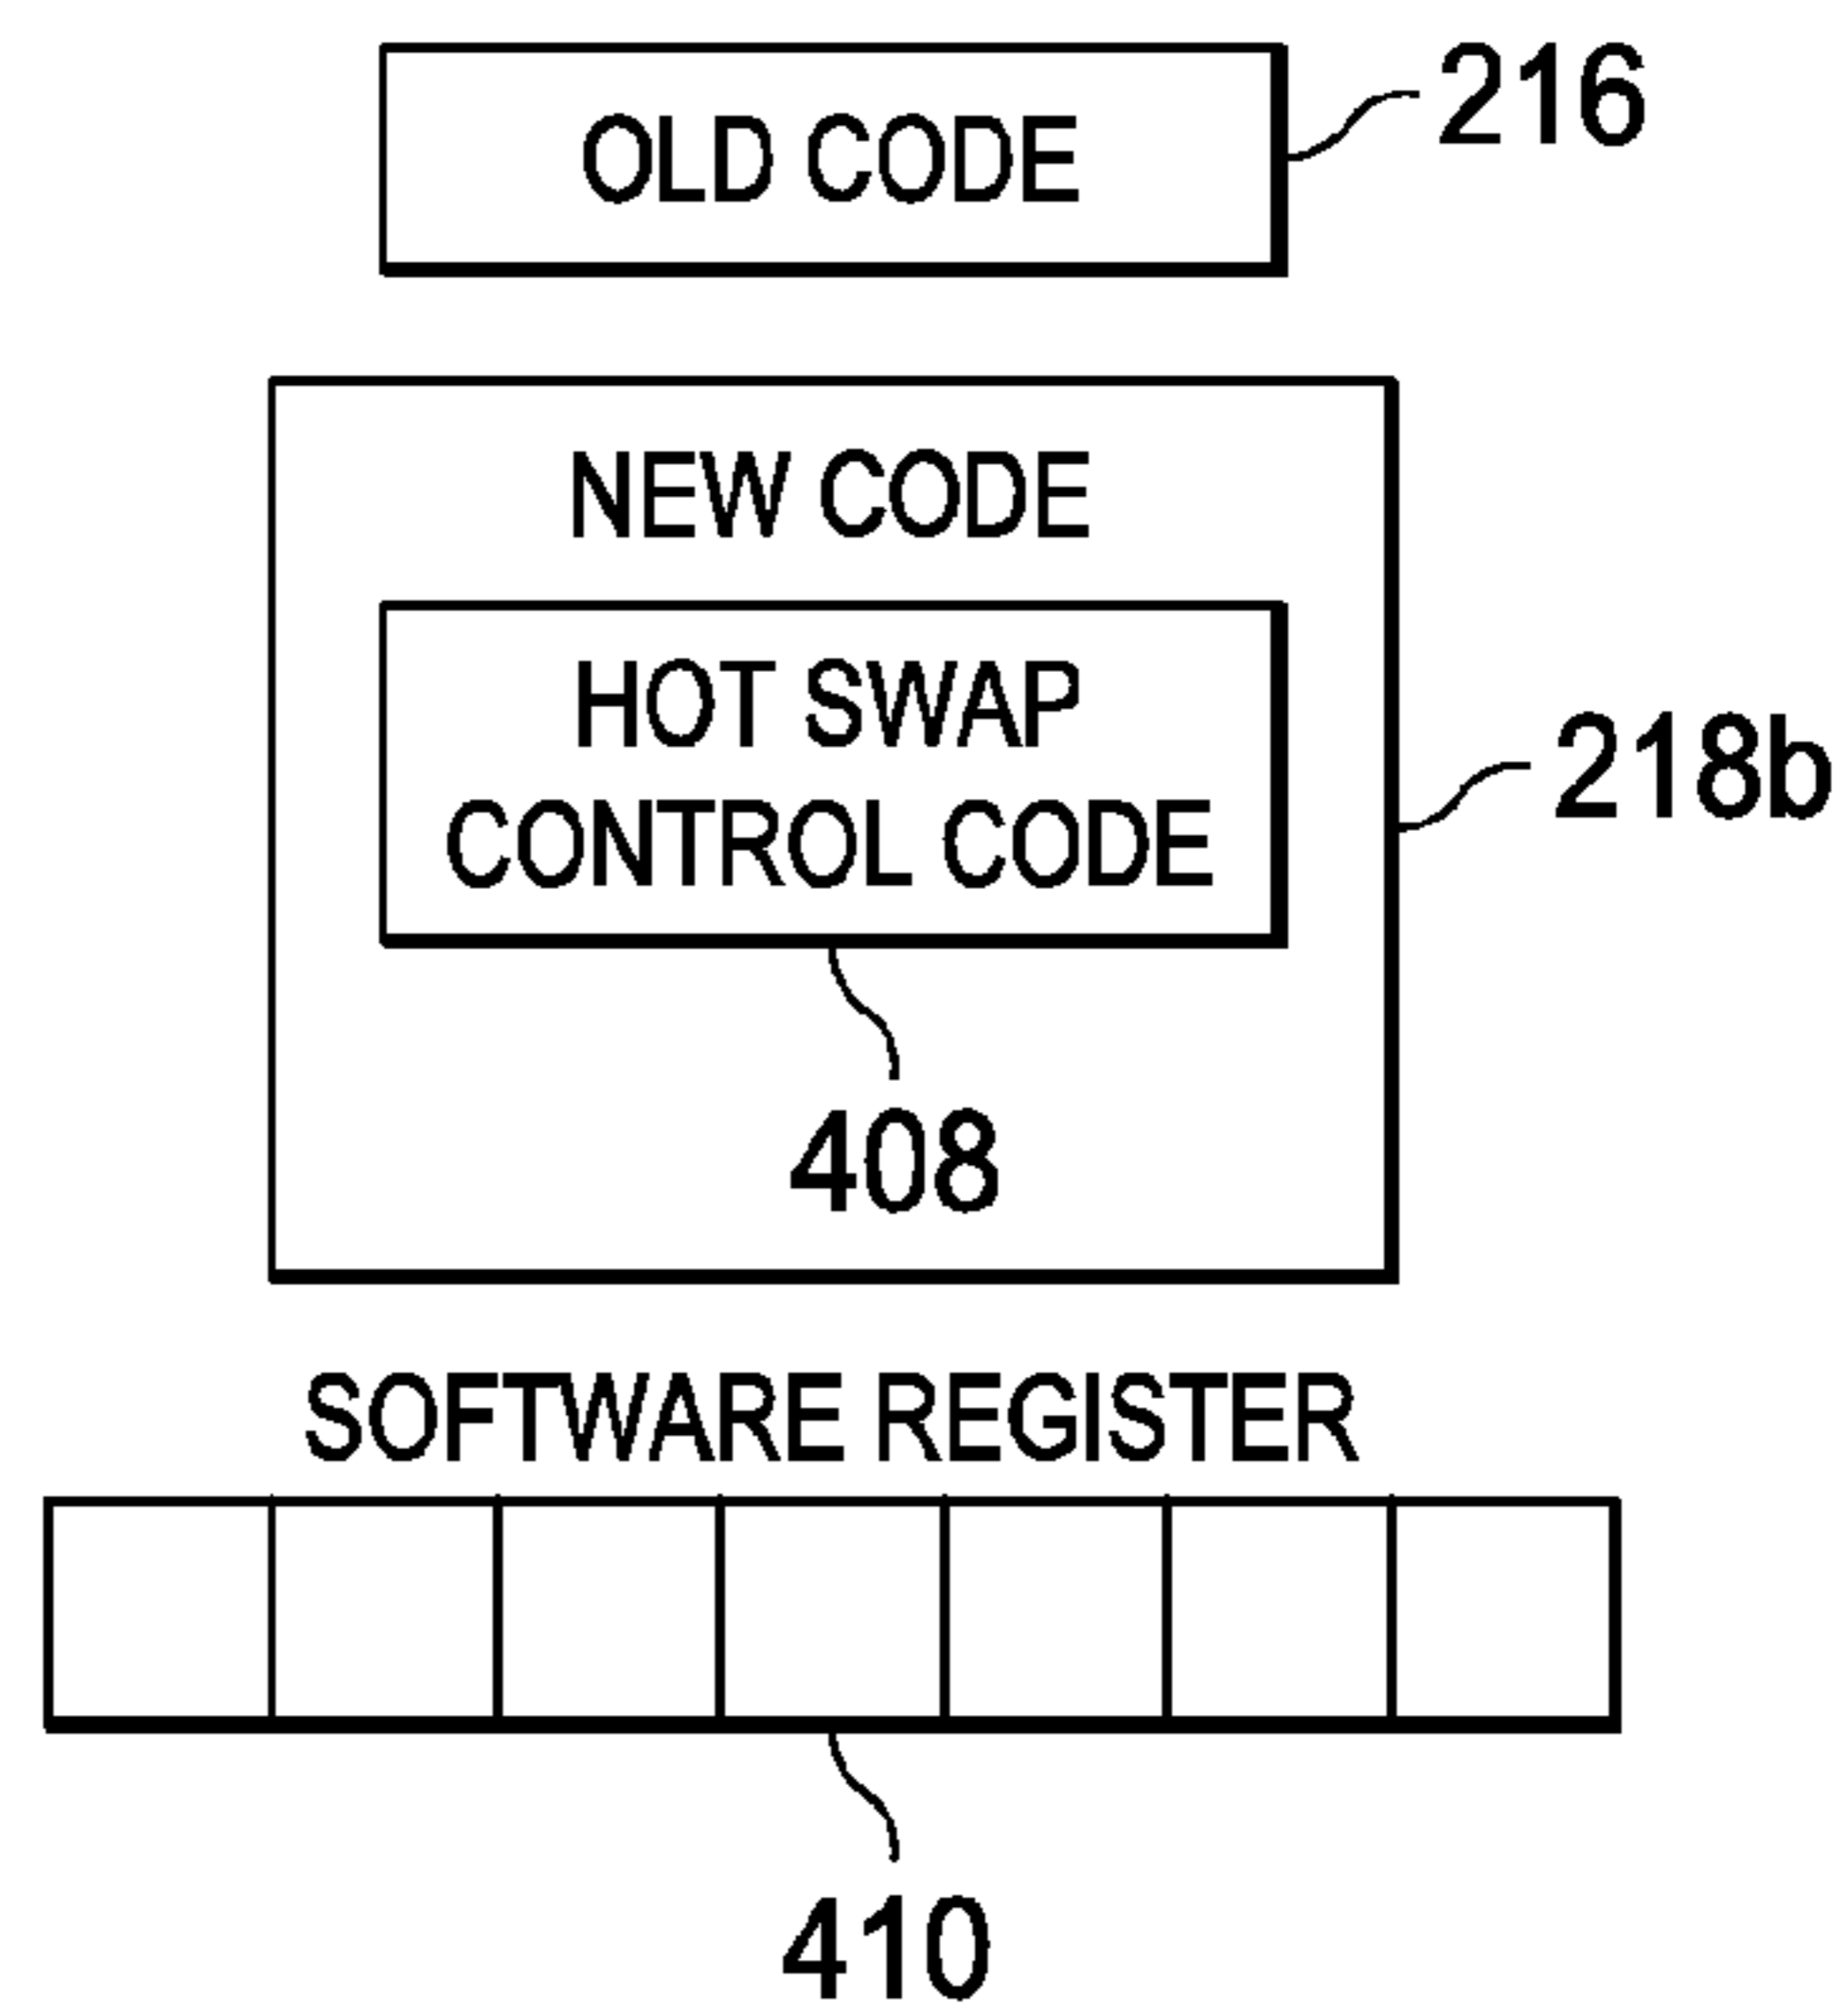 OLD CODE
216
NEW CODE
HOT SWAP
CONTROL CODE
218b
408
SOFTWARE REGISTER
410